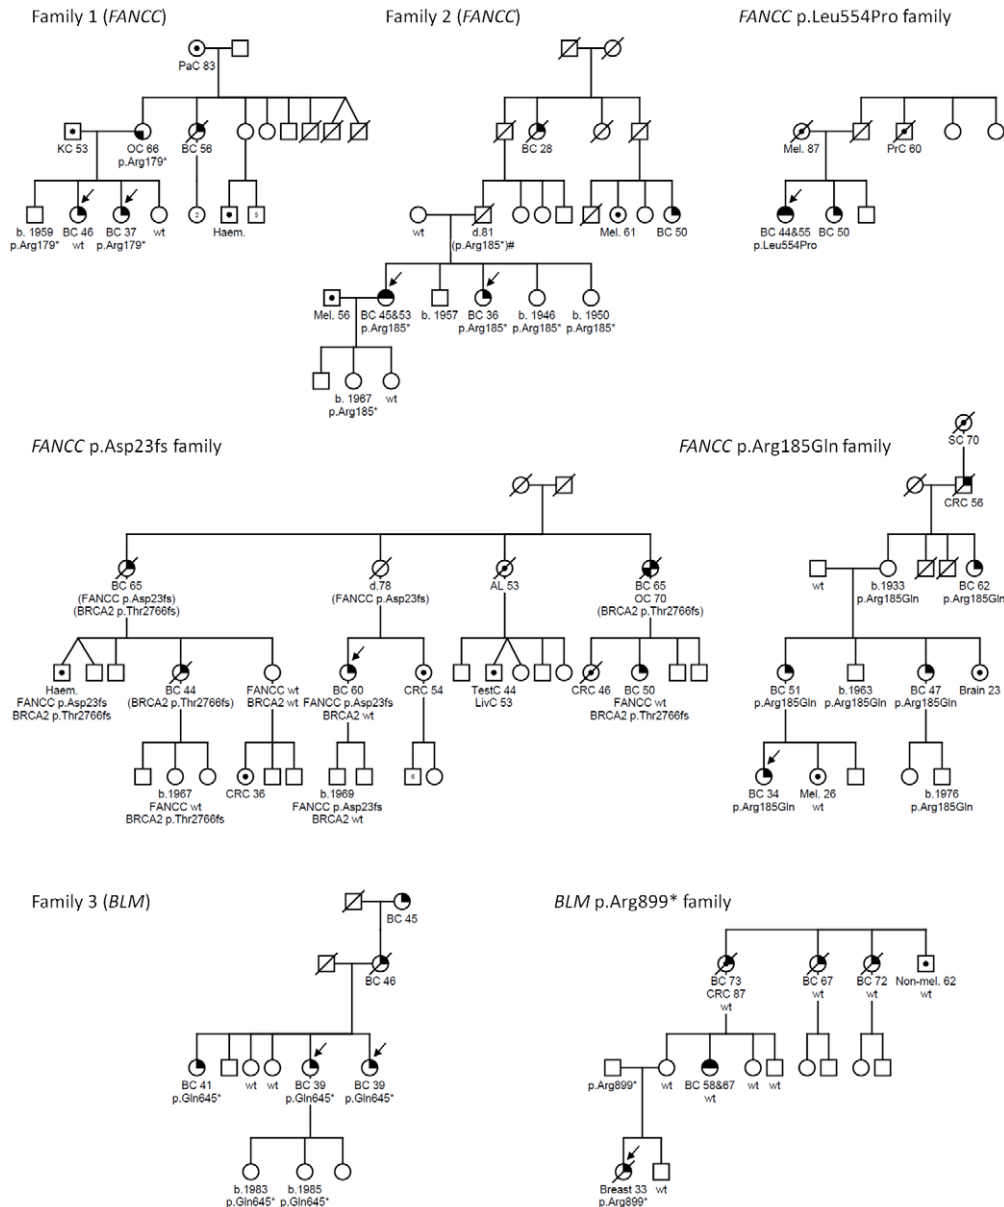 Family 1 (FANCC)
PaC 83
KC 53
OC 66
p.Arg179*
BC 56
b. 1959
p.Arg179*
BC 46
wt
BC 37
p.Arg179*
wt
2
Haem.
5
Family 2 (FANCC)
BC 28
wt
d.81
(p.Arg185*)#
Mel. 61
BC 50
Mel. 56
BC 45&53
p.Arg185*
b. 1957
BC 36
p.Arg185*
b. 1946
p.Arg185*
b. 1950
p.Arg185*
b. 1967
p.Arg185*
wt
FANCC p.Leu554Pro family
Mel. 87
PrC 60
BC 44&55
p.Leu554Pro
BC 50
FANCC p.Asp23fs family
BC 65
(FANCC p.Asp23fs)
(BRCA2 p.Thr2766fs)
d.78
(FANCC p.Asp23fs)
AL 53
BC 65
OC 70
(BRCA2 p.Thr2766fs)
Haem.
FANCC p.Asp23fs
BRCA2 p.Thr2766fs
BC 44
(BRCA2 p.Thr2766fs)
FANCC wt
BRCA2 wt
BC 60
FANCC p.Asp23fs
BRCA2 wt
CRC 54
TestC 44
LivC 53
CRC 46
BC 50
FANCC wt
BRCA2 p.Thr2766fs
b.1967
FANCC wt
BRCA2 p.Thr2766fs
CRC 36
b.1969
FANCC p.Asp23fs
BRCA2 wt
6
FANCC p.Arg185Gln family
SC 70
CRC 56
wt
b.1933
p.Arg185Gln
BC 62
p.Arg185Gln
BC 51
p.Arg185Gln
b.1963
p.Arg185Gln
BC 47
p.Arg185Gln
Brain 23
BC 34
p.Arg185Gln
Mel. 26
wt
b.1976
p.Arg185Gln
Family 3 (BLM)
BC 45
BC 46
BC 41
p.Gln645*
wt
wt
BC 39
p.Gln645*
BC 39
p.Gln645*
b.1983
p.Gln645*
b.1985
p.Gln645*
BLM p.Arg899* family
BC 73
CRC 87
wt
BC 67
wt
BC 72
wt
Non-mel. 62
wt
p.Arg899*
wt
BC 58&67
wt
wt
wt
Breast 33
p.Arg899*
wt